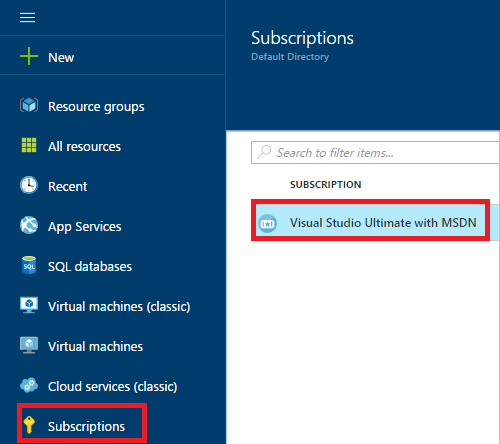 New
Resource groups
All resources
Recent
App Services
SQL databases
Virtual machines (classic)
Virtual machines
Cloud services (classic)
Subscriptions
Subscriptions
Default Directory
Search to filter items...
SUBSCRIPTION
Visual Studio Ultimate with MSDN